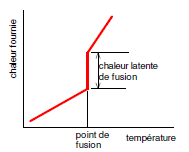 chaleur fournie
chaleur latente
de fusion
point de
fusion
température